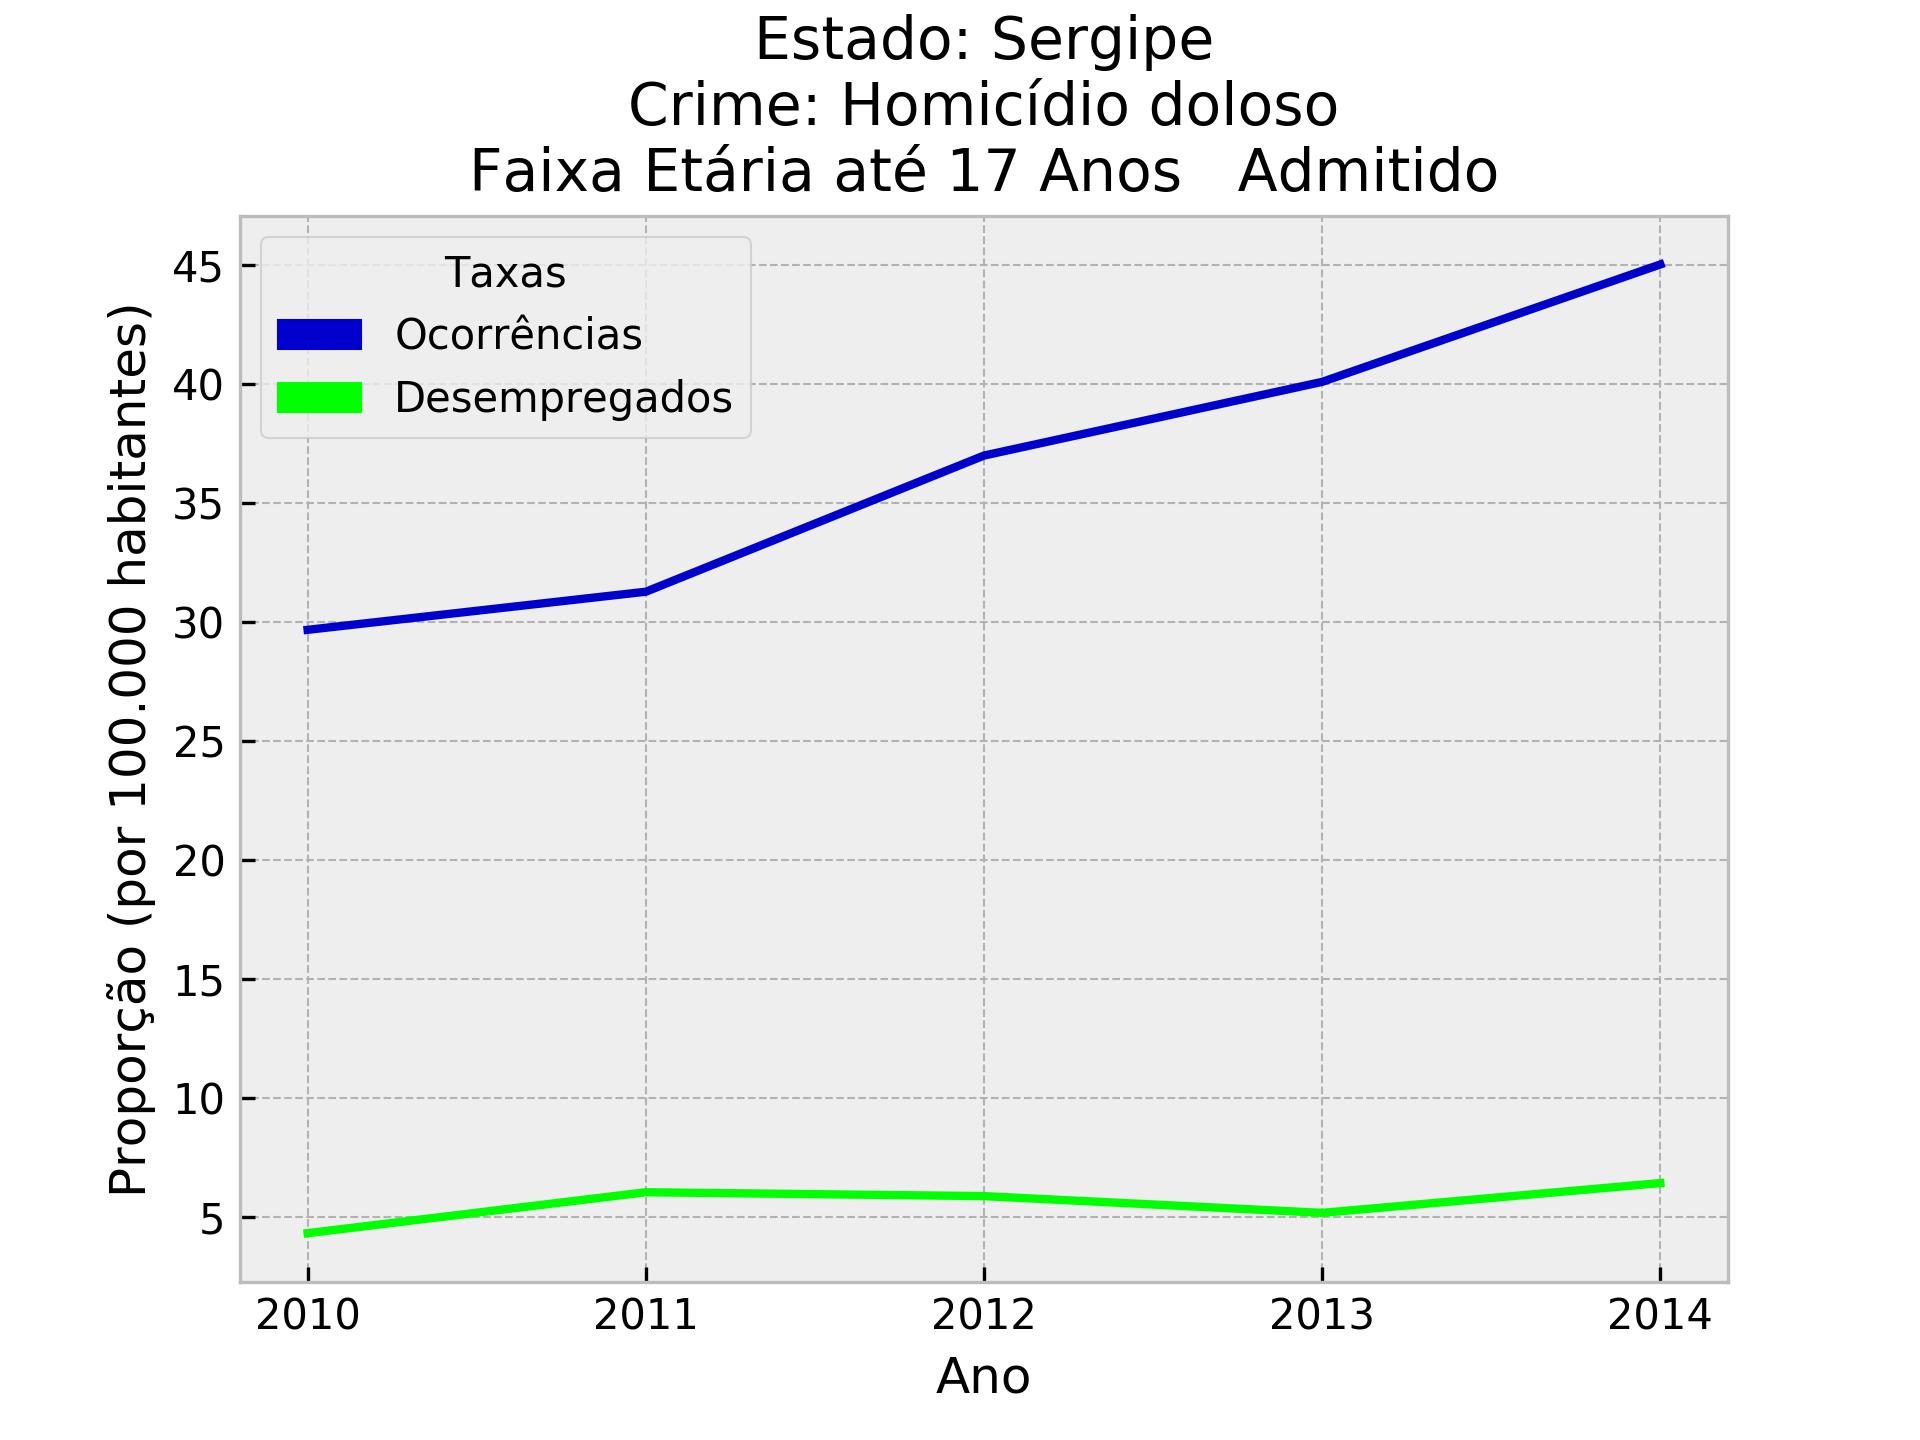 Estado: Sergipe
Crime: Homicídio doloso
Faixa Etária até 17 Anos   Admitido
Taxas
Ocorrências
Desempregados
Proporção (por 100.000 habitantes)
45
40
35
30
25
20
15
10
5
2010 2011 2012 2013 2014
Ano